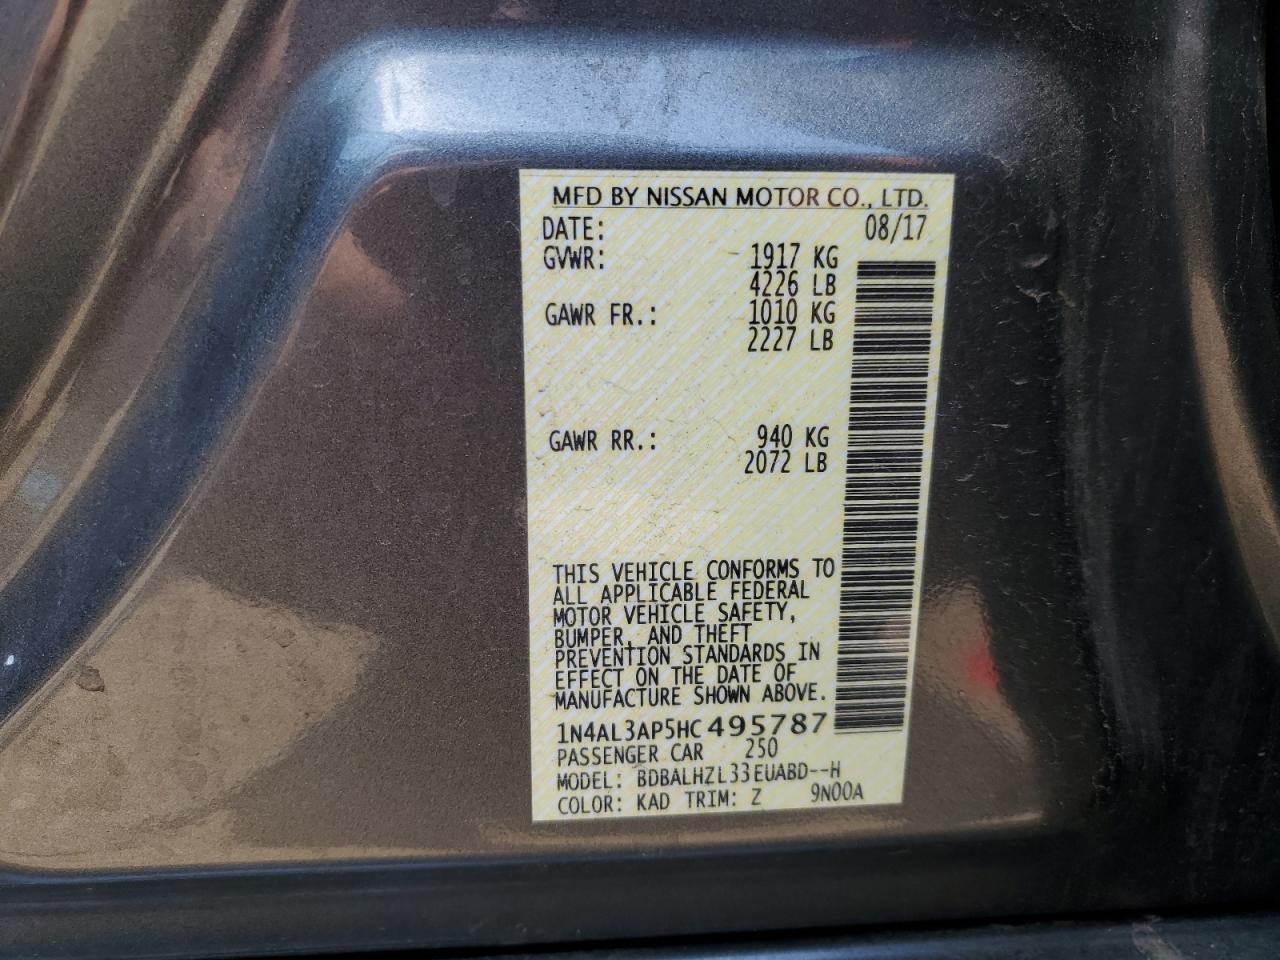 MFD BY NISSAN MOTOR CO., LTD.
DATE: 08/17
GVWR: 1917 KG
4226 LB
GAWR FR.: 1010 KG
2227 LB
GAWR RR.: 940 KG
2072 LB
THIS VEHICLE CONFORMS TO
ALL APPLICABLE FEDERAL
MOTOR VEHICLE SAFETY,
BUMPER, AND THEFT
PREVENTION STANDARDS IN
EFFECT ON THE DATE OF
MANUFACTURE SHOWN ABOVE.
1N4AL3AP5HC495787
PASSENGER CAR 250
MODEL: BDBALHZL33EUABD--H
COLOR: KAD TRIM: Z 9N00A